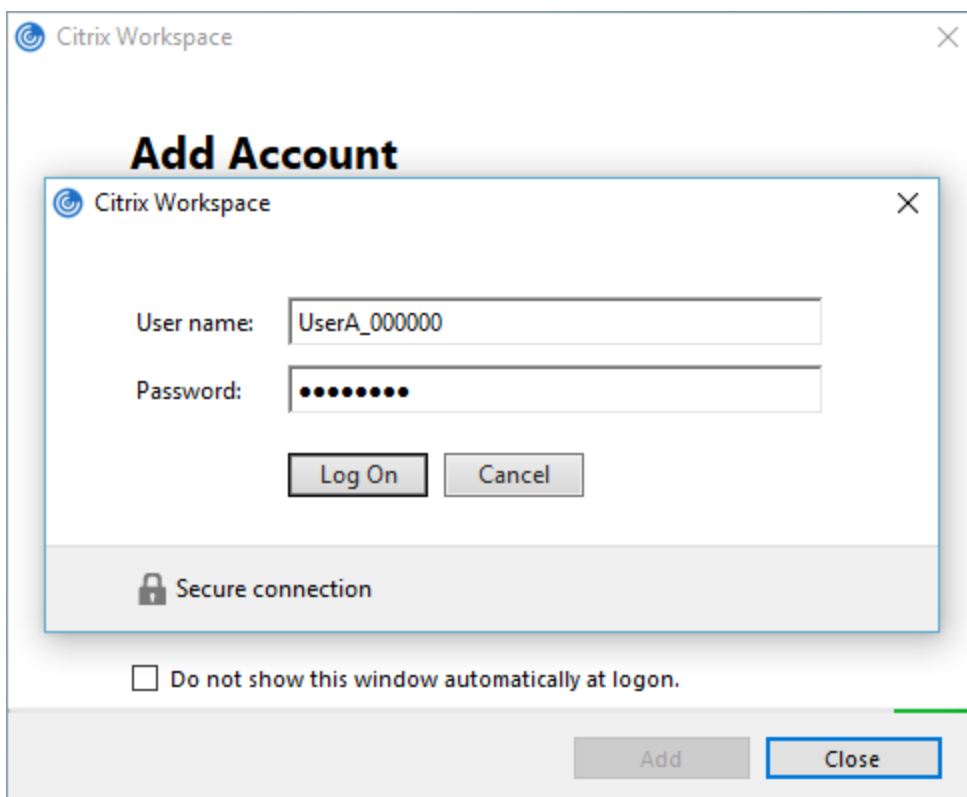 Citrix Workspace
Add Account
Citrix Workspace
User name: UserA_000000
Password: ••••••••
Log On Cancel
Secure connection
Do not show this window automatically at logon.
Add Close